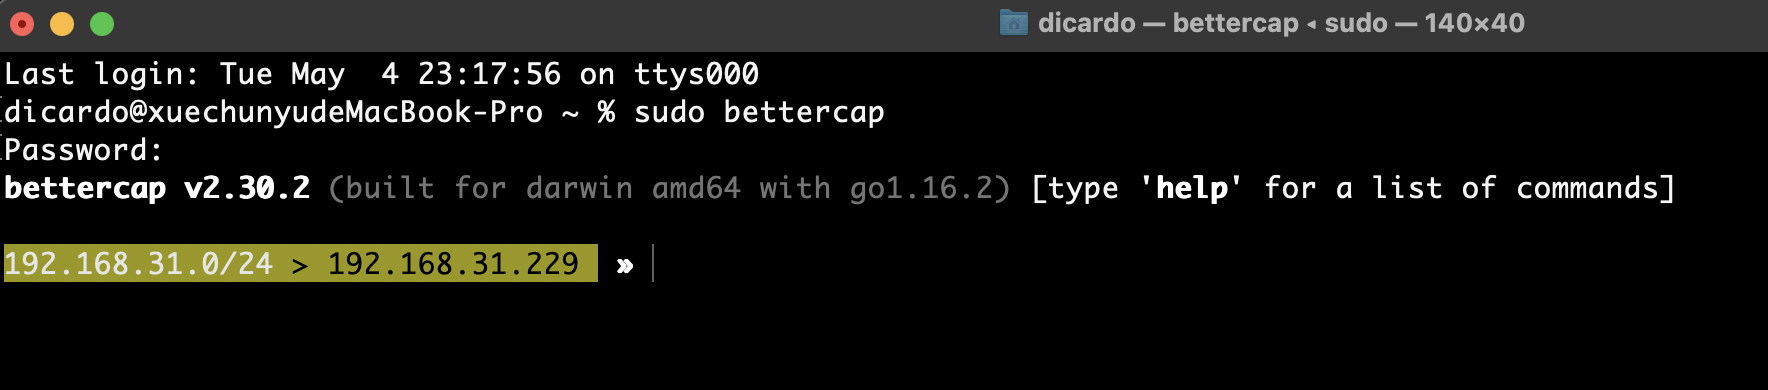 dicardo — bettercap ◂ sudo — 140×40
Last login: Tue May  4 23:17:56 on ttys000
dicardo@xuechunyudeMacBook-Pro ~ % sudo bettercap
Password:
bettercap v2.30.2 (built for darwin amd64 with go1.16.2) [type 'help' for a list of commands]
192.168.31.0/24 > 192.168.31.229 »